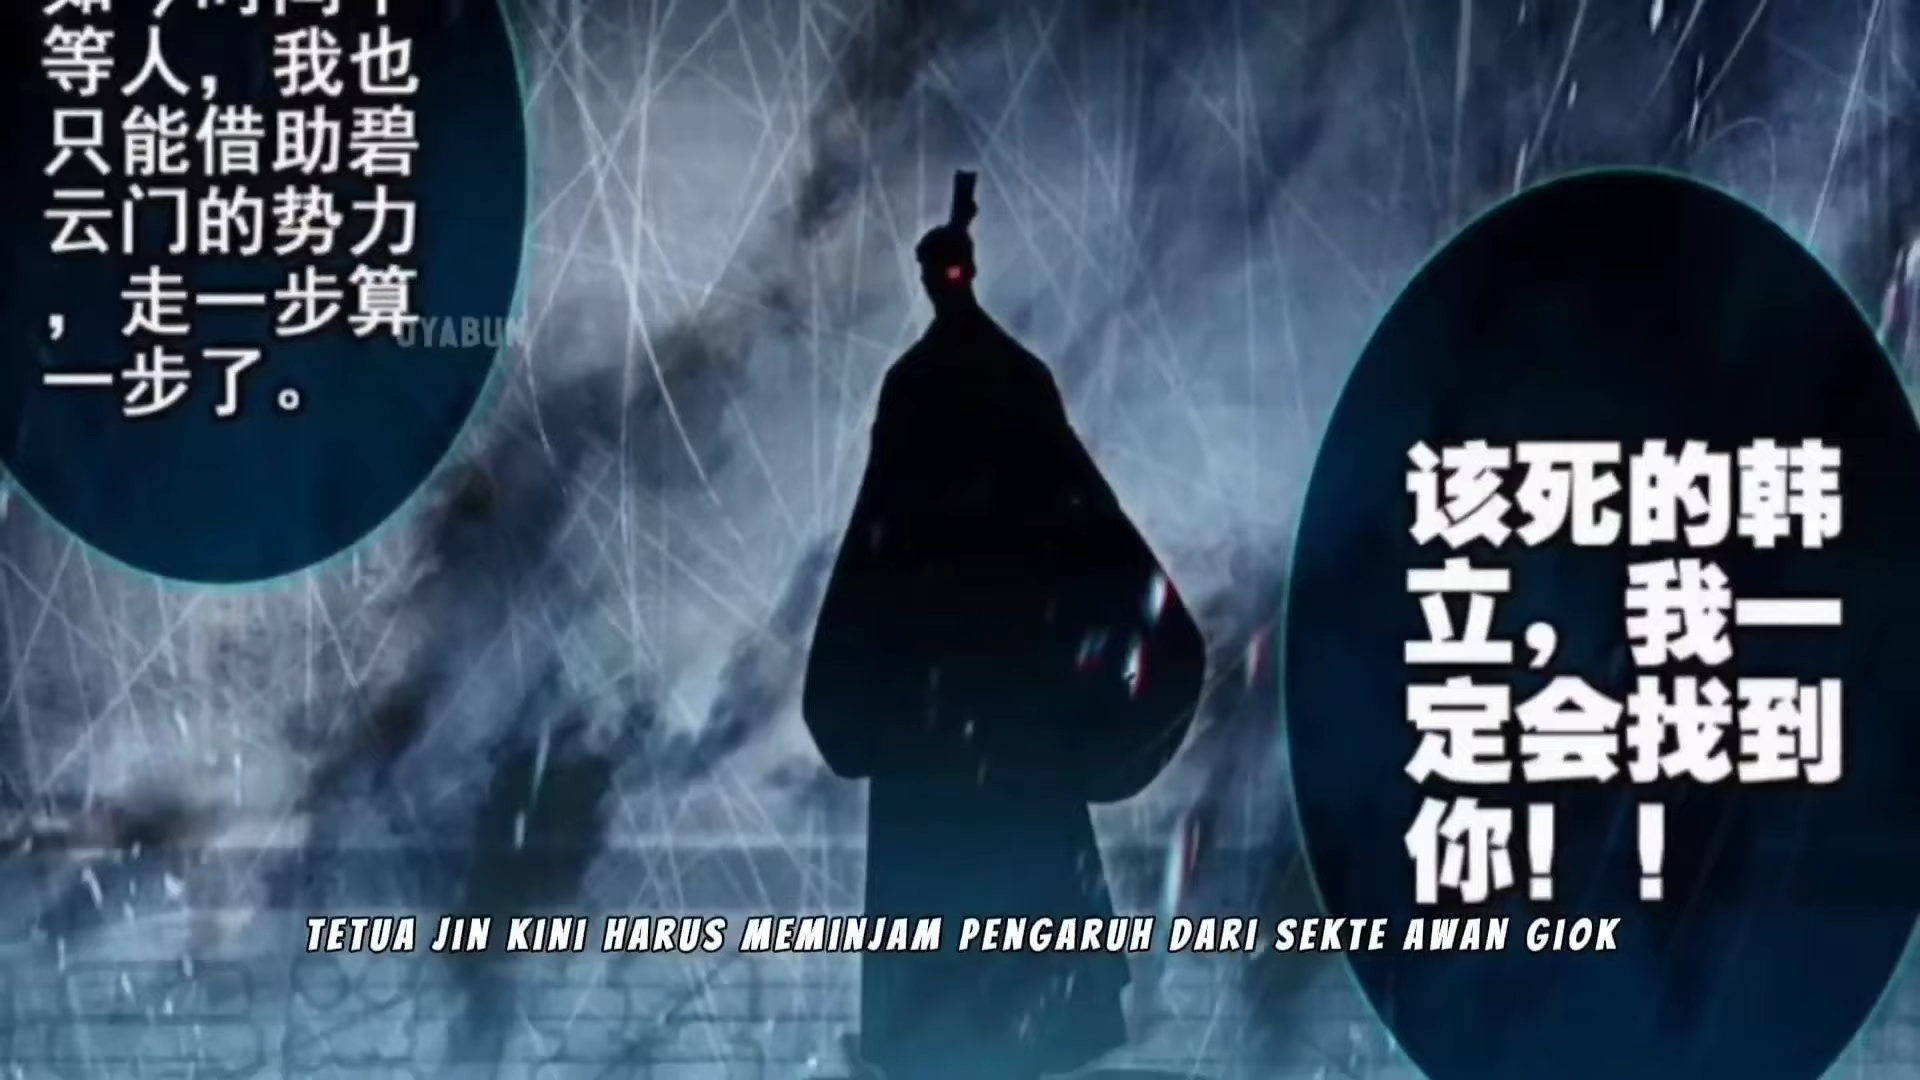 等人，我也
只能借助碧
云门的势力
，走一步算
一步了。
OYABUN
该死的韩
立，我一
定会找到
你！！
TETUA JIN KINI HARUS MEMINJAM PENGARUH DARI SEKTE AWAN GIOK